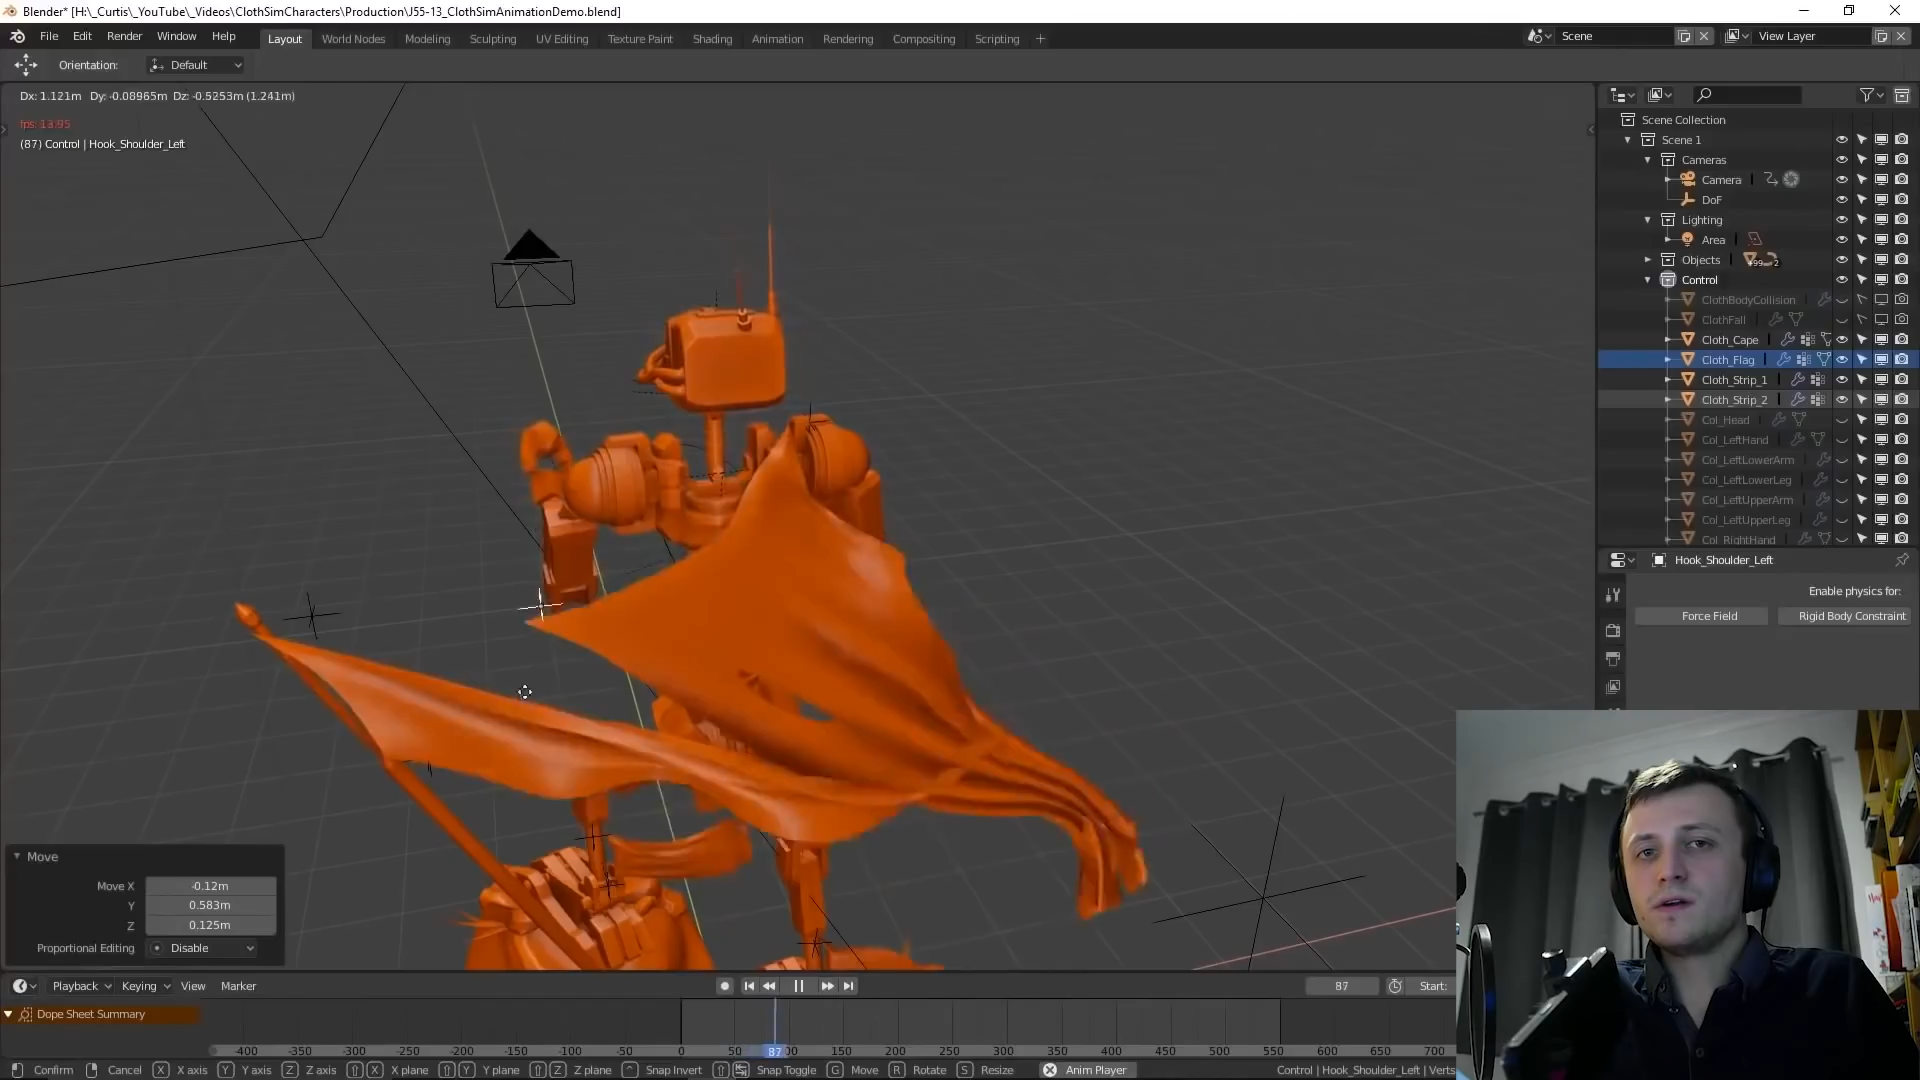 Blender* [H:\_Curtis\_YouTube\_Videos\ClothSimCharacters\Production\J55-13_ClothSimAnimationDemo.blend]
File Edit Render Window Help Layout World Nodes Modeling Sculpting UV Editing Texture Paint Shading Animation Rendering Compositing Scripting + Scene View Layer
Orientation: Default
Dx: 1.121m Dy: -0.08965m Dz: -0.5253m (1.241m)
fps: 13.95
(87) Control | Hook_Shoulder_Left
Scene Collection
Scene 1
Cameras
Camera
DoF
Lighting
Area
Objects
Control
ClothBodyCollision
ClothFall
Cloth_Cape
Cloth_Flag
Cloth_Strip_1
Cloth_Strip_2
Col_Head
Col_LeftHand
Col_LeftLowerArm
Col_LeftLowerLeg
Col_LeftUpperArm
Col_LeftUpperLeg
Col_RightHand
Hook_Shoulder_Left
Enable physics for:
Force Field Rigid Body Constraint
Move
Move X -0.12m
Y 0.583m
Z 0.125m
Proportional Editing Disable
Playback Keying View Marker 87 Start:
Dope Sheet Summary
-400 -350 -300 -250 -200 -150 -100 -50 0 50 87 150 200 250 300 350 400 450 500 550 600 650 700
Confirm Cancel X X axis Y Y axis Z Z axis X X plane Y Y plane Z Z plane Snap Invert Snap Toggle G Move R Rotate S Resize Anim Player Control | Hook_Shoulder_Left | Verts